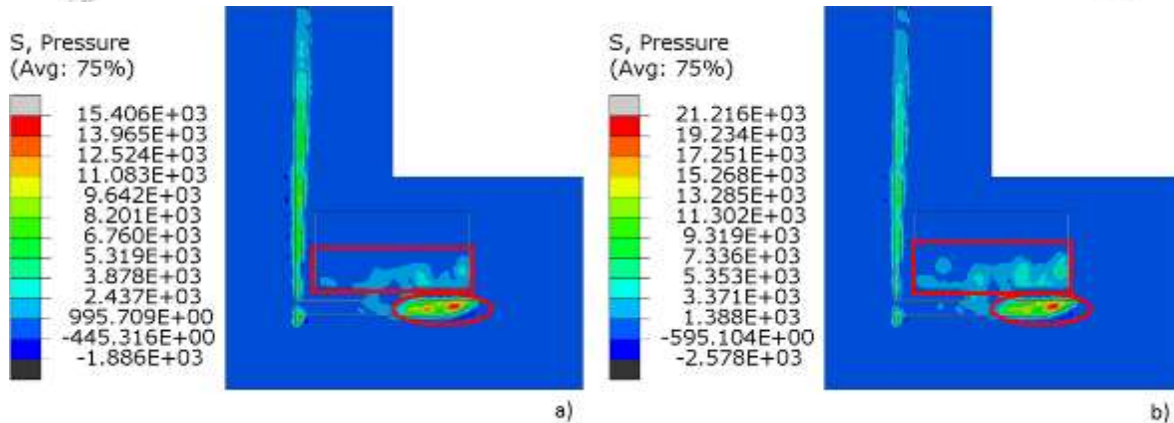 S, Pressure
(Avg: 75%)
15.406E+03
13.965E+03
12.524E+03
11.083E+03
9.642E+03
8.201E+03
6.760E+03
5.319E+03
3.878E+03
2.437E+03
995.709E+00
-445.316E+00
-1.886E+03
a)
S, Pressure
(Avg: 75%)
21.216E+03
19.234E+03
17.251E+03
15.268E+03
13.285E+03
11.302E+03
9.319E+03
7.336E+03
5.353E+03
3.371E+03
1.388E+03
-595.104E+00
-2.578E+03
b)